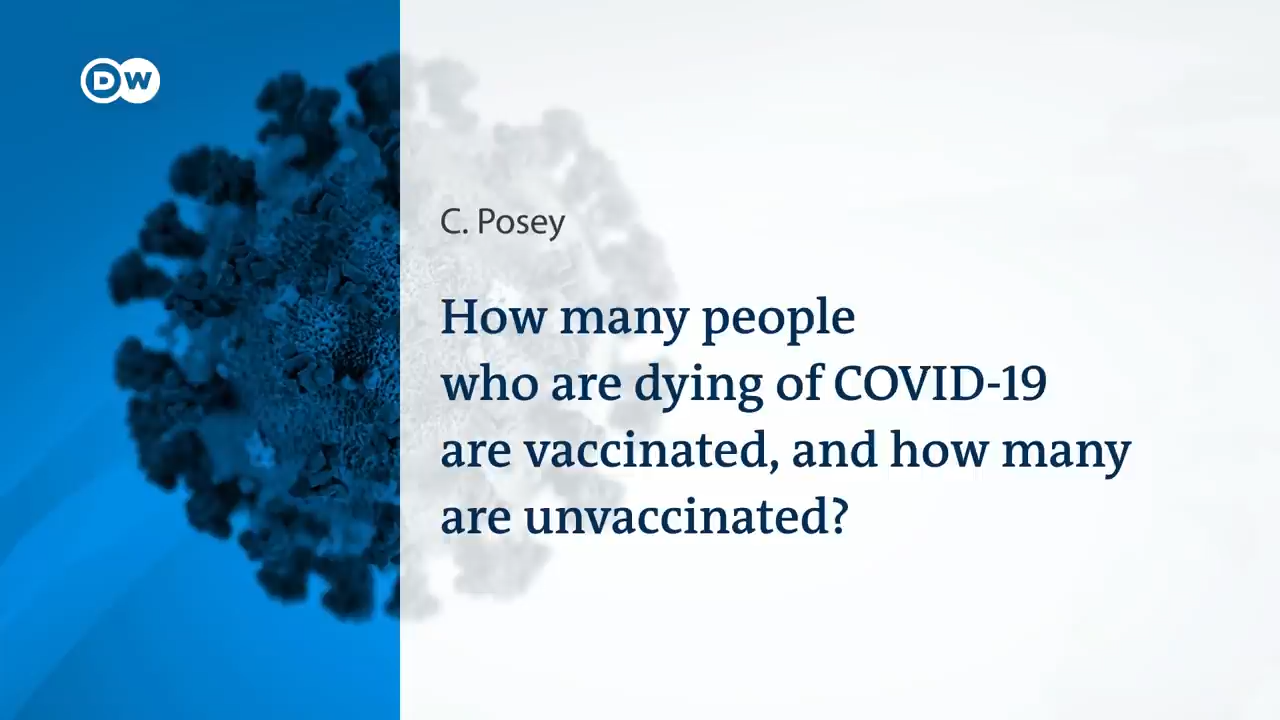 DW
C. Posey
How many people
who are dying of COVID-19
are vaccinated, and how many
are unvaccinated?